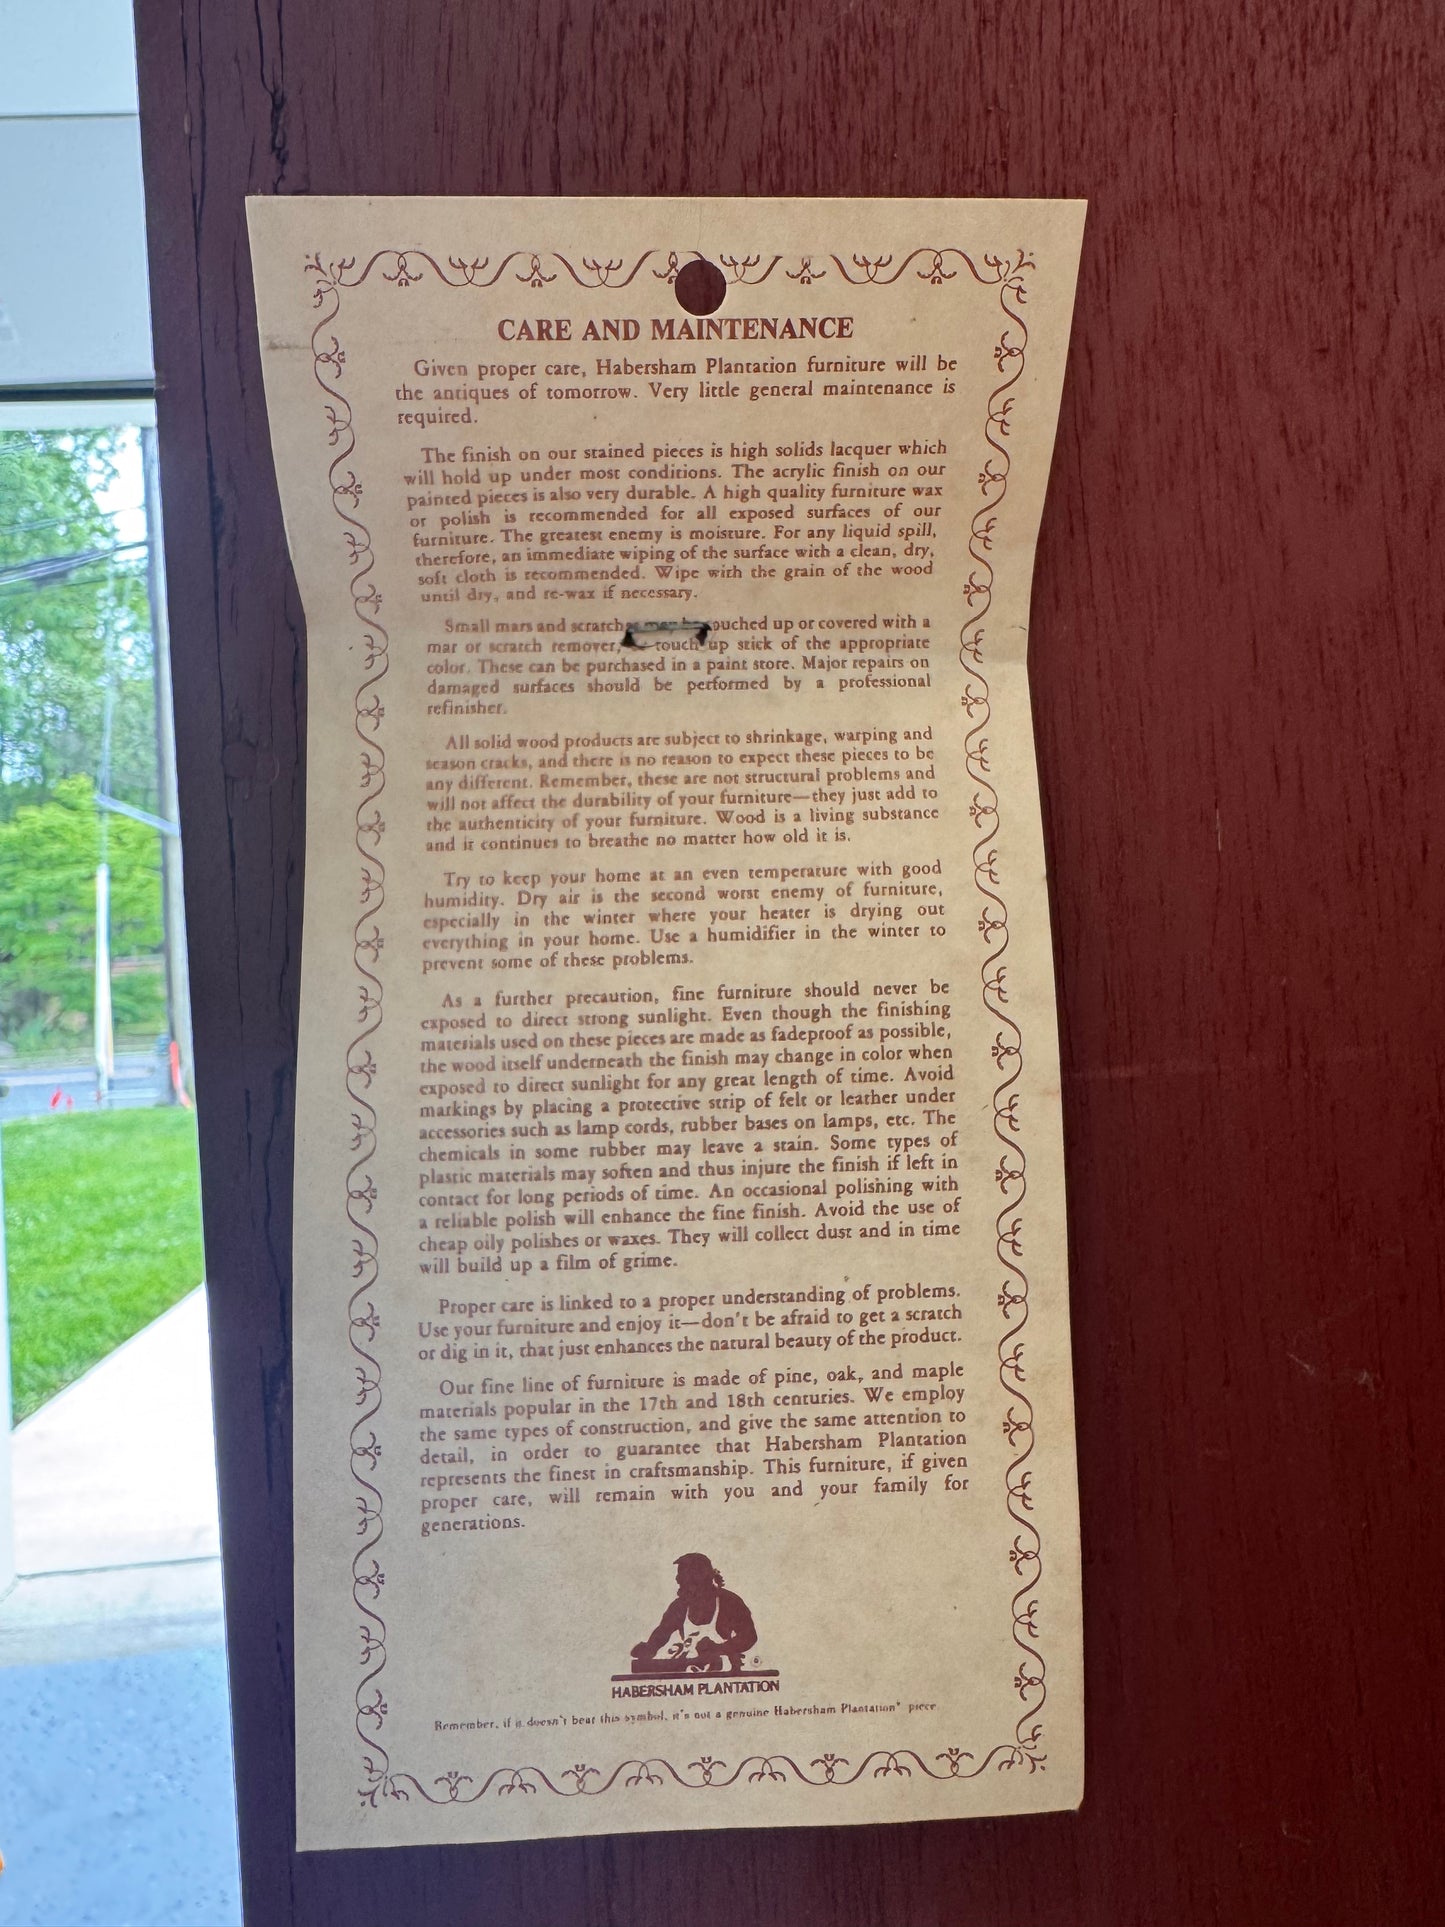 CARE AND MAINTENANCE
Given proper care, Habersham Plantation furniture will be
the antiques of tomorrow. Very little general maintenance is
required.
The finish on our stained pieces is high solids lacquer which
will hold up under most conditions. The acrylic finish on our
painted pieces is also very durable. A high quality furniture wax
or polish is recommended for all exposed surfaces of our
furniture. The greatest enemy is moisture. For any liquid spill,
therefore, an immediate wiping of the surface with a clean, dry,
soft cloth is recommended. Wipe with the grain of the wood
until dry, and re-wax if necessary.
Small mars and scratches may be touched up or covered with a
mar or scratch remover, touch up stick of the appropriate
color. These can be purchased in a paint store. Major repairs on
damaged surfaces should be performed by a professional
refinisher.
All solid wood products are subject to shrinkage, warping and
season cracks, and there is no reason to expect these pieces to be
any different. Remember, these are not structural problems and
will not affect the durability of your furniture—they just add to
the authenticity of your furniture. Wood is a living substance
and it continues to breathe no matter how old it is.
Try to keep your home at an even temperature with good
humidity. Dry air is the second worst enemy of furniture,
especially in the winter where your heater is drying out
everything in your home. Use a humidifier in the winter to
prevent some of these problems.
As a further precaution, fine furniture should never be
exposed to direct strong sunlight. Even though the finishing
materials used on these pieces are made as fadeproof as possible,
the wood itself underneath the finish may change in color when
exposed to direct sunlight for any great length of time. Avoid
markings by placing a protective strip of felt or leather under
accessories such as lamp cords, rubber bases on lamps, etc. The
chemicals in some rubber may leave a stain. Some types of
plastic materials may soften and thus injure the finish if left in
contact for long periods of time. An occasional polishing with
a reliable polish will enhance the fine finish. Avoid the use of
cheap oily polishes or waxes. They will collect dust and in time
will build up a film of grime.
Proper care is linked to a proper understanding of problems.
Use your furniture and enjoy it—don't be afraid to get a scratch
or dig in it, that just enhances the natural beauty of the product.
Our fine line of furniture is made of pine, oak, and maple
materials popular in the 17th and 18th centuries. We employ
the same types of construction, and give the same attention to
detail, in order to guarantee that Habersham Plantation
represents the finest in craftsmanship. This furniture, if given
proper care, will remain with you and your family for
generations.
®
HABERSHAM PLANTATION
Remember, if it doesn't bear this symbol, it's not a genuine Habersham Plantation® piece